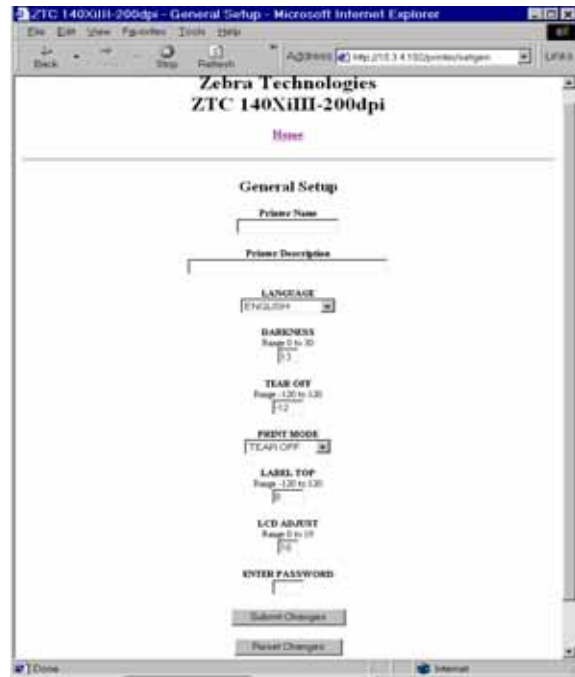 ZTC 140XiIII-200dpi - General Setup - Microsoft Internet Explorer
File Edit View Favorites Tools Help
Back Stop Refresh Address Links
Zebra Technologies
ZTC 140XiIII-200dpi
Home
General Setup
Printer Name
Printer Description
LANGUAGE
ENGLISH
DARKNESS
Range 0 to 30
13
TEAR OFF
Range -120 to 120
-12
PRINT MODE
TEAR OFF
LABEL TOP
Range -120 to 120
0
LCD ADJUST
Range 0 to 19
ENTER PASSWORD
Submit Changes
Reset Changes
Done Internet